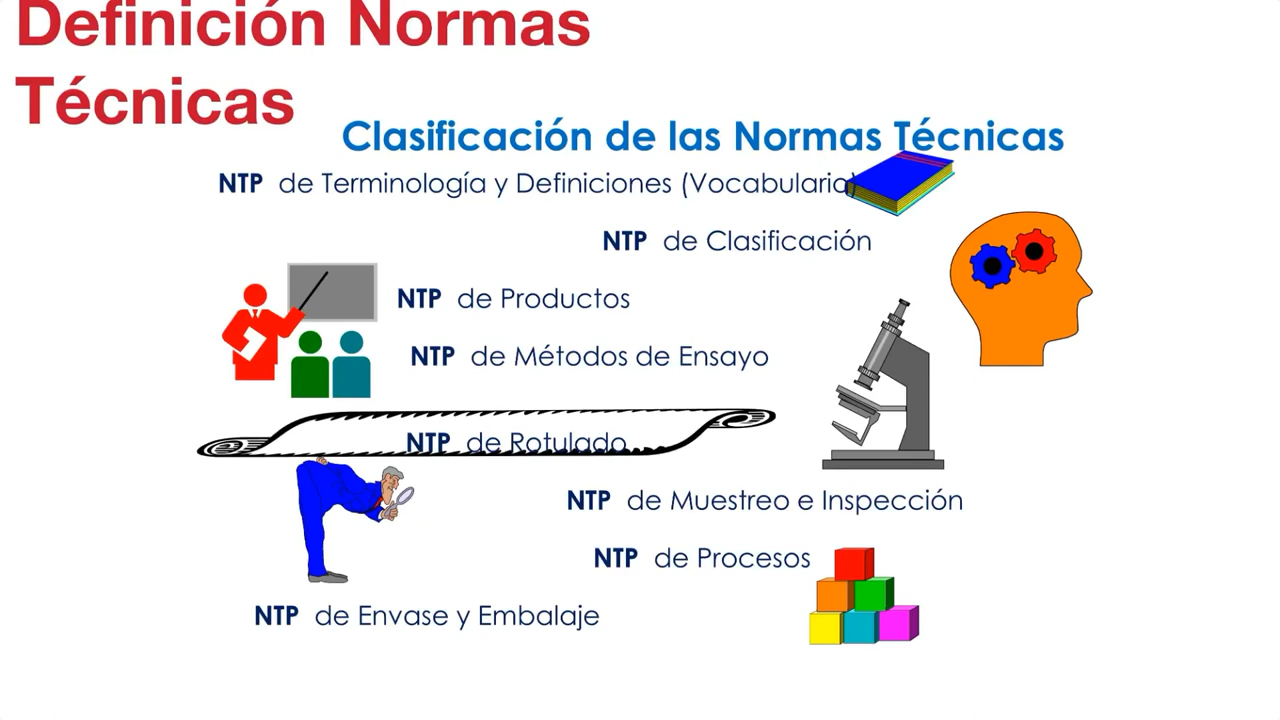 Definición Normas
Técnicas
Clasificación de las Normas Técnicas
NTP de Terminología y Definiciones (Vocabulario)
NTP de Clasificación
NTP de Productos
NTP de Métodos de Ensayo
NTP de Rotulado
NTP de Muestreo e Inspección
NTP de Procesos
NTP de Envase y Embalaje